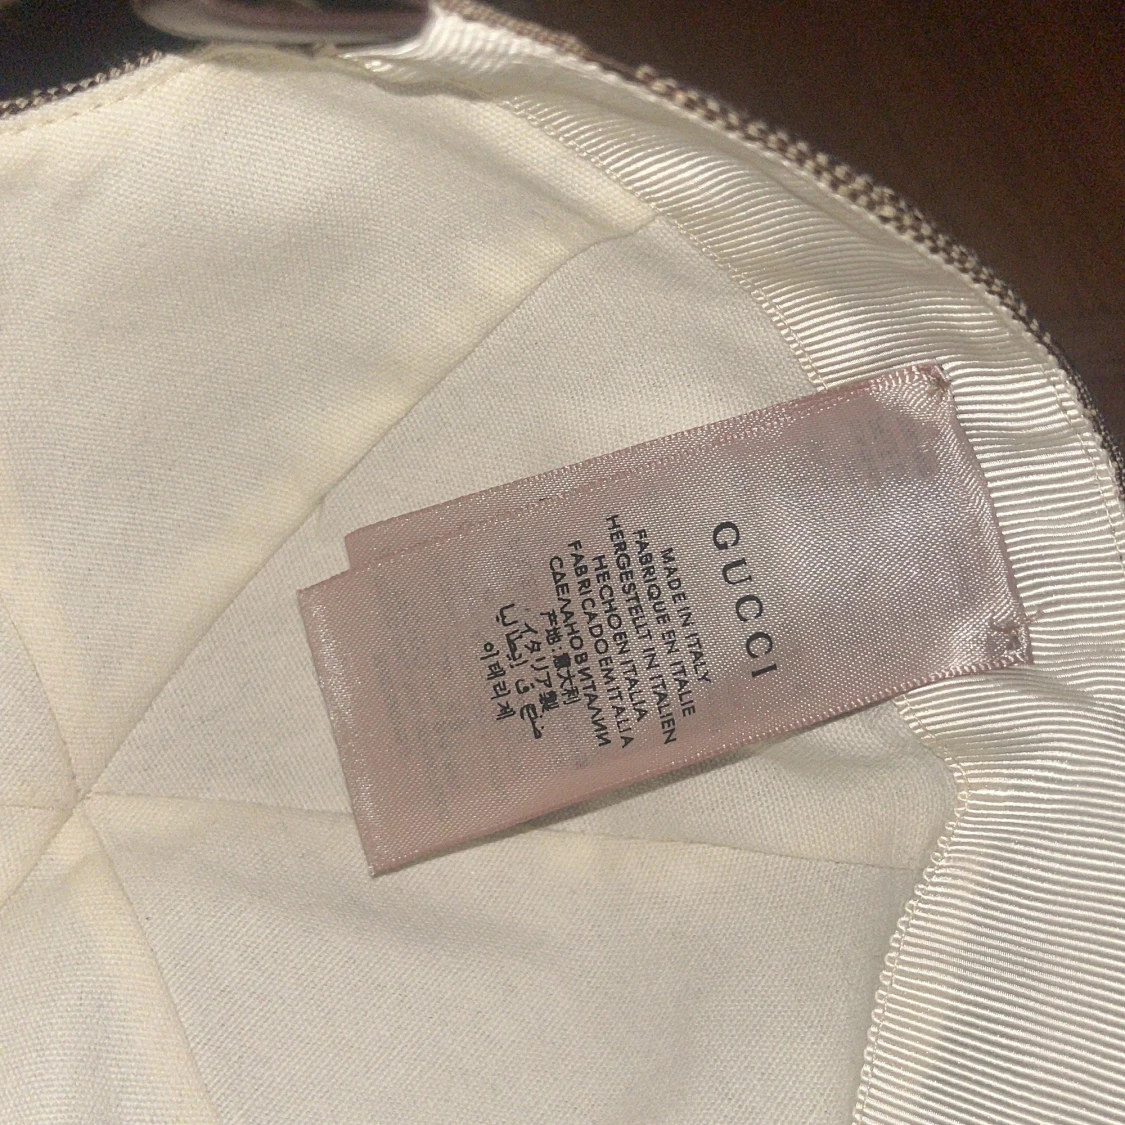 GUCCI
MADE IN ITALY
FABRIQUE EN ITALIE
HERGESTELLT IN ITALIEN
HECHO EN ITALIA
FABRICADO EM ITALIA
СДЕЛАНО В ИТАЛИИ
产地:意大利
イタリア製
صنع في إيطاليا
이태리제